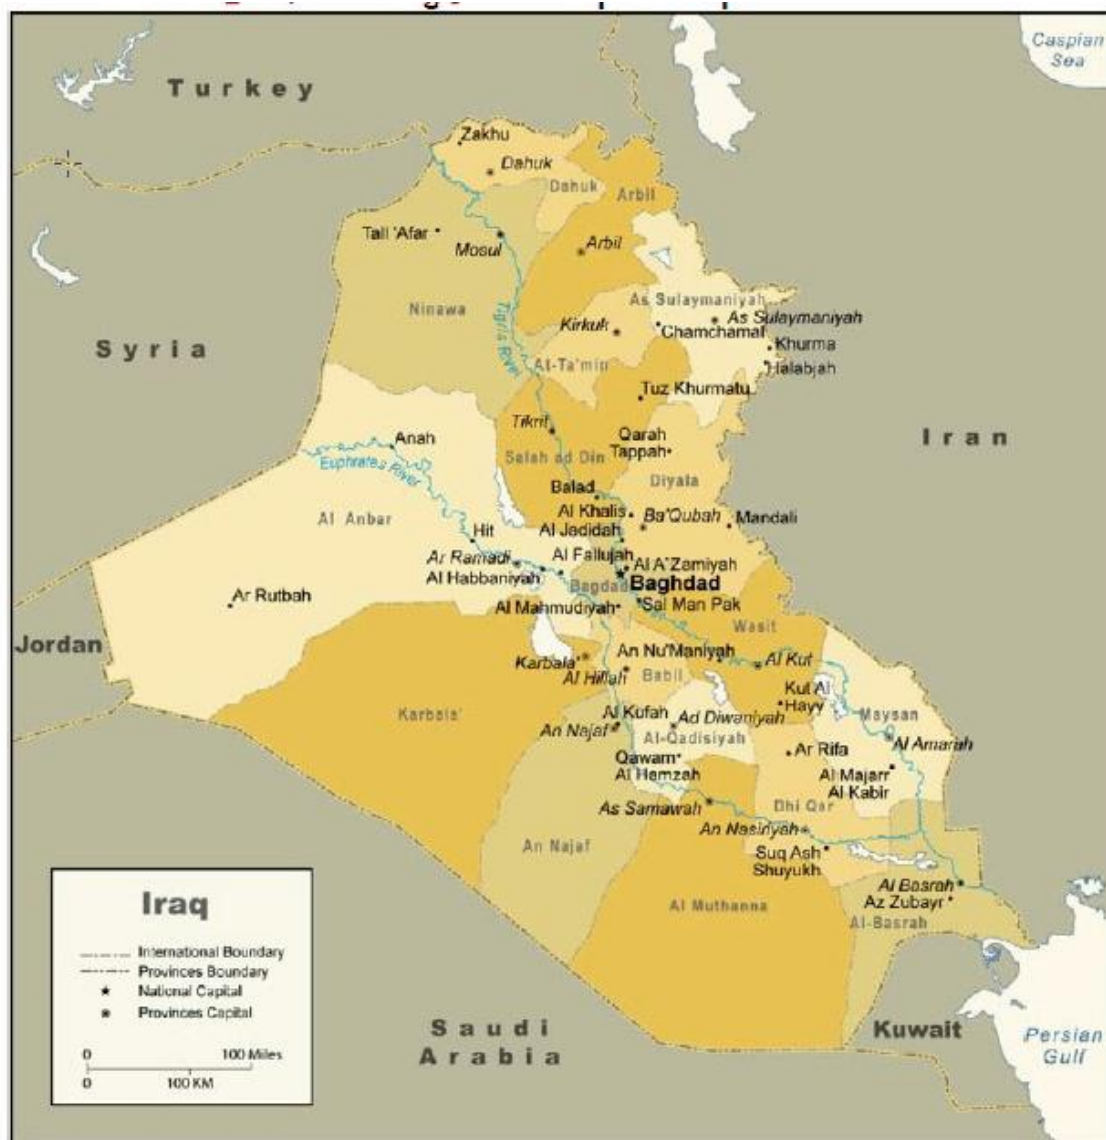 Caspian
Sea
Turkey
Zakhu
Dahuk
Dahuk
Arbil
Tall 'Afar
Mosul
Arbil
Ninawa
Tigris River
As Sulaymaniyah
As Sulaymaniyah
Kirkuk
Chamchamal
Khurma
Halabjah
Syria
At-Ta'min
Tuz Khurmatu
Iran
Tikrit
Qarah
Tappah
Anah
Euphrates River
Salah ad Din
Diyala
Balad
Al Khalis
Ba'Qubah
Mandali
Al Anbar
Hit
Al Jedidah
Ar Ramadi
Al Fallujah
Al A'Zamiyah
Al Habbaniyah
Bagdad
Baghdad
Ar Rutbah
Al Mahmudiyah
Sal Man Pak
Wasit
Jordan
An Nu'Maniyah
Al Kut
Karbala'
Al Hillah
Babil
Kut Al
Hayy
Karbala'
Al Kufah
Ad Diwaniyah
Maysan
An Najaf
Al-Qadisiyah
Al Amarah
Qawam
Al Hamzah
Ar Rifa
Al Majarr
Al Kabir
As Samawah
Dhi Qar
An Nasiriyah
An Najaf
Suq Ash
Shuyukh
Al Basrah
Az Zubayr
Al Muthanna
Al-Basrah
Iraq
International Boundary
Provinces Boundary
National Capital
Provinces Capital
0 100 Miles
0 100 KM
Saudi
Arabia
Kuwait
Persian
Gulf